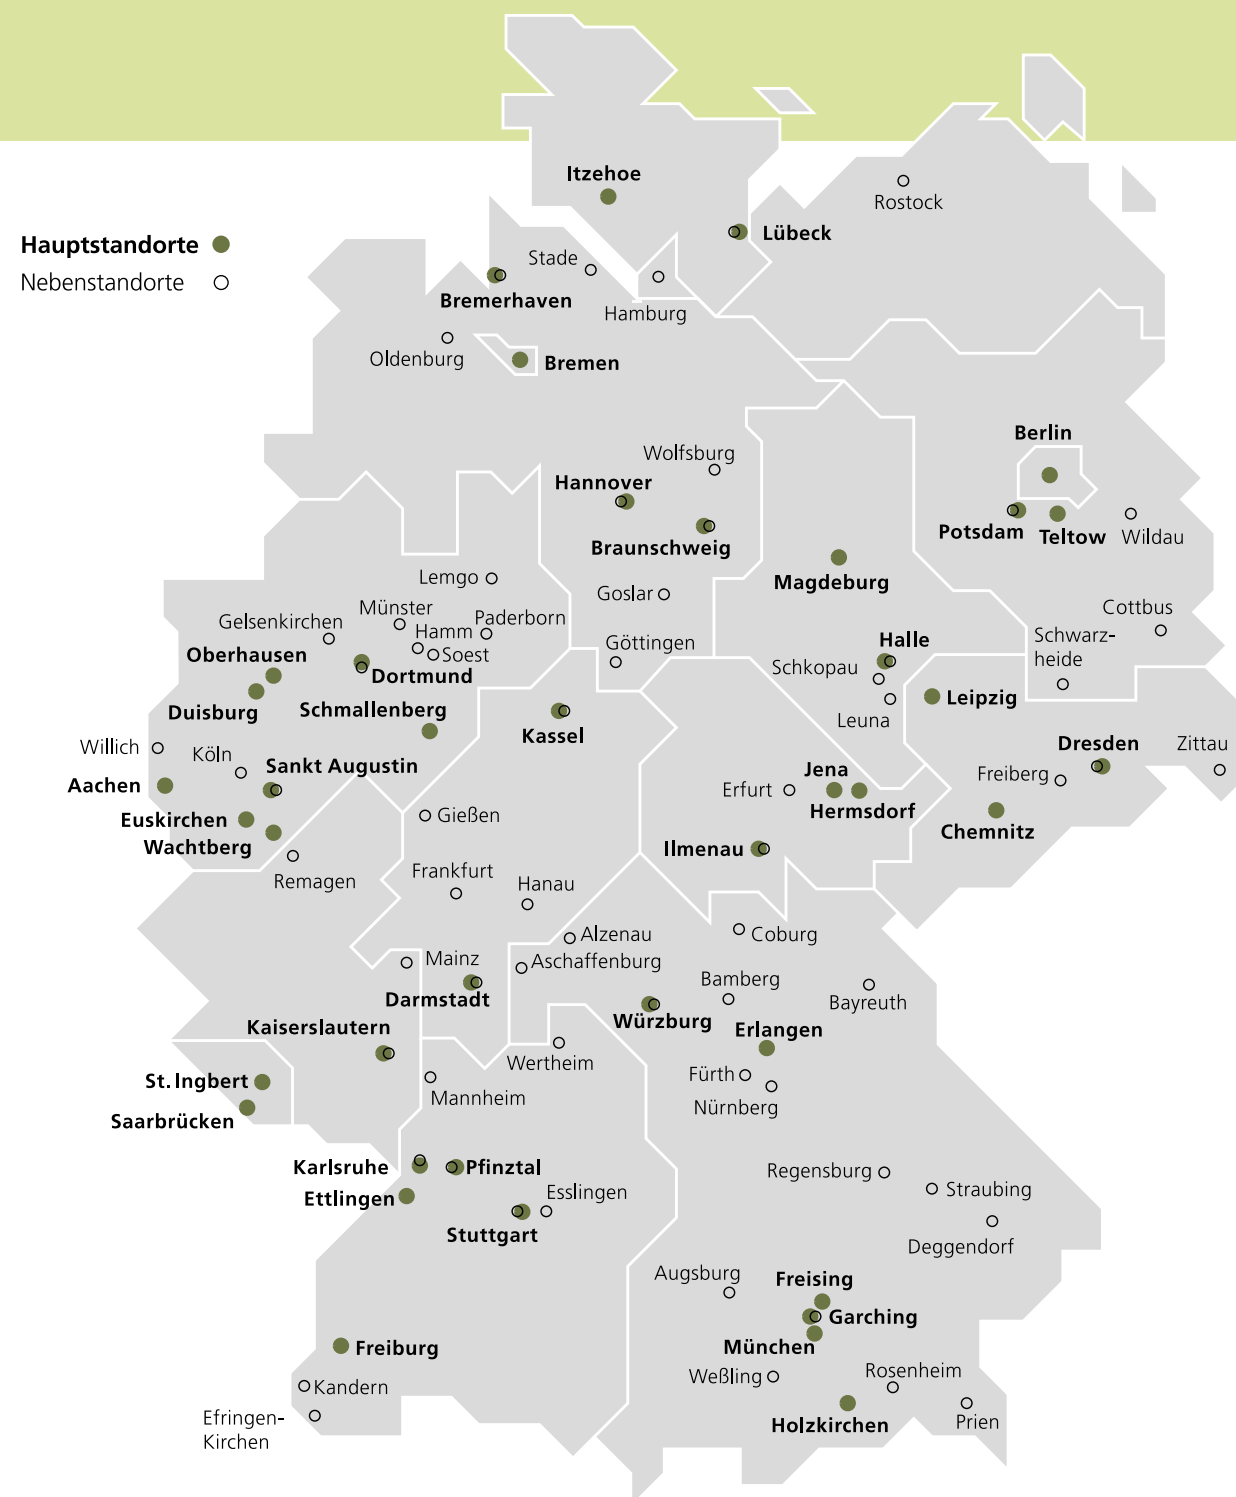 Itzehoe
Rostock
Lübeck
Hauptstandorte
Nebenstandorte
Stade
Bremerhaven
Hamburg
Oldenburg
Bremen
Berlin
Wolfsburg
Hannover
Potsdam
Teltow
Wildau
Braunschweig
Magdeburg
Lemgo
Goslar
Münster
Paderborn
Cottbus
Gelsenkirchen
Hamm
Göttingen
Halle
Schwarz-
heide
Oberhausen
Soest
Schkopau
Dortmund
Leipzig
Duisburg
Schmallenberg
Leuna
Kassel
Willich
Köln
Dresden
Zittau
Sankt Augustin
Jena
Freiberg
Aachen
Erfurt
Hermsdorf
Euskirchen
Gießen
Chemnitz
Wachtberg
Ilmenau
Remagen
Frankfurt
Hanau
Alzenau
Coburg
Mainz
Aschaffenburg
Bamberg
Darmstadt
Bayreuth
Kaiserslautern
Würzburg
Erlangen
Wertheim
St. Ingbert
Fürth
Mannheim
Nürnberg
Saarbrücken
Karlsruhe
Pfinztal
Regensburg
Ettlingen
Esslingen
Straubing
Stuttgart
Deggendorf
Augsburg
Freising
Garching
Freiburg
München
Weßling
Rosenheim
Kandern
Efringen-
Kirchen
Holzkirchen
Prien